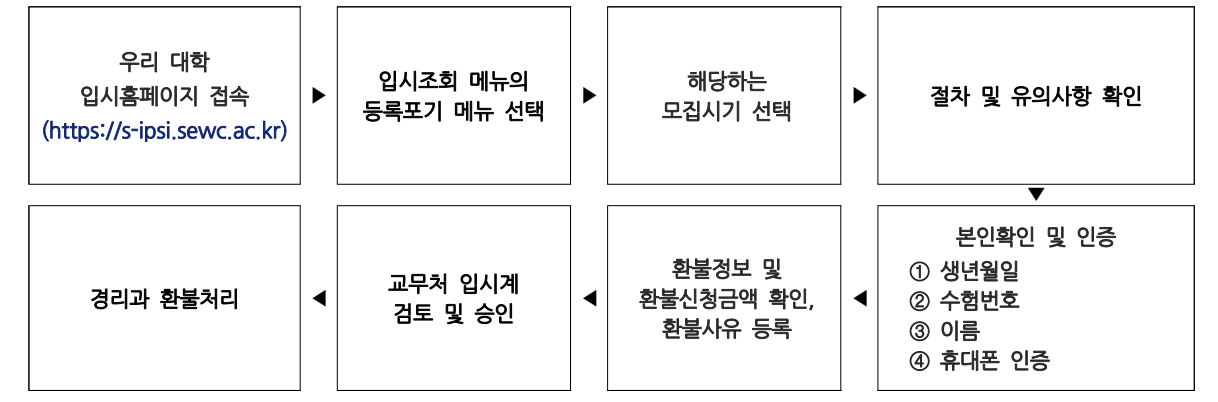 우리 대학
입시홈페이지 접속
(https://s-ipsi.sewc.ac.kr)
▶
입시조회 메뉴의
등록포기 메뉴 선택
▶
해당하는
모집시기 선택
▶
절차 및 유의사항 확인
▼
본인확인 및 인증
① 생년월일
② 수험번호
③ 이름
④ 휴대폰 인증
◀
환불정보 및
환불신청금액 확인,
환불사유 등록
◀
교무처 입시계
검토 및 승인
◀
경리과 환불처리